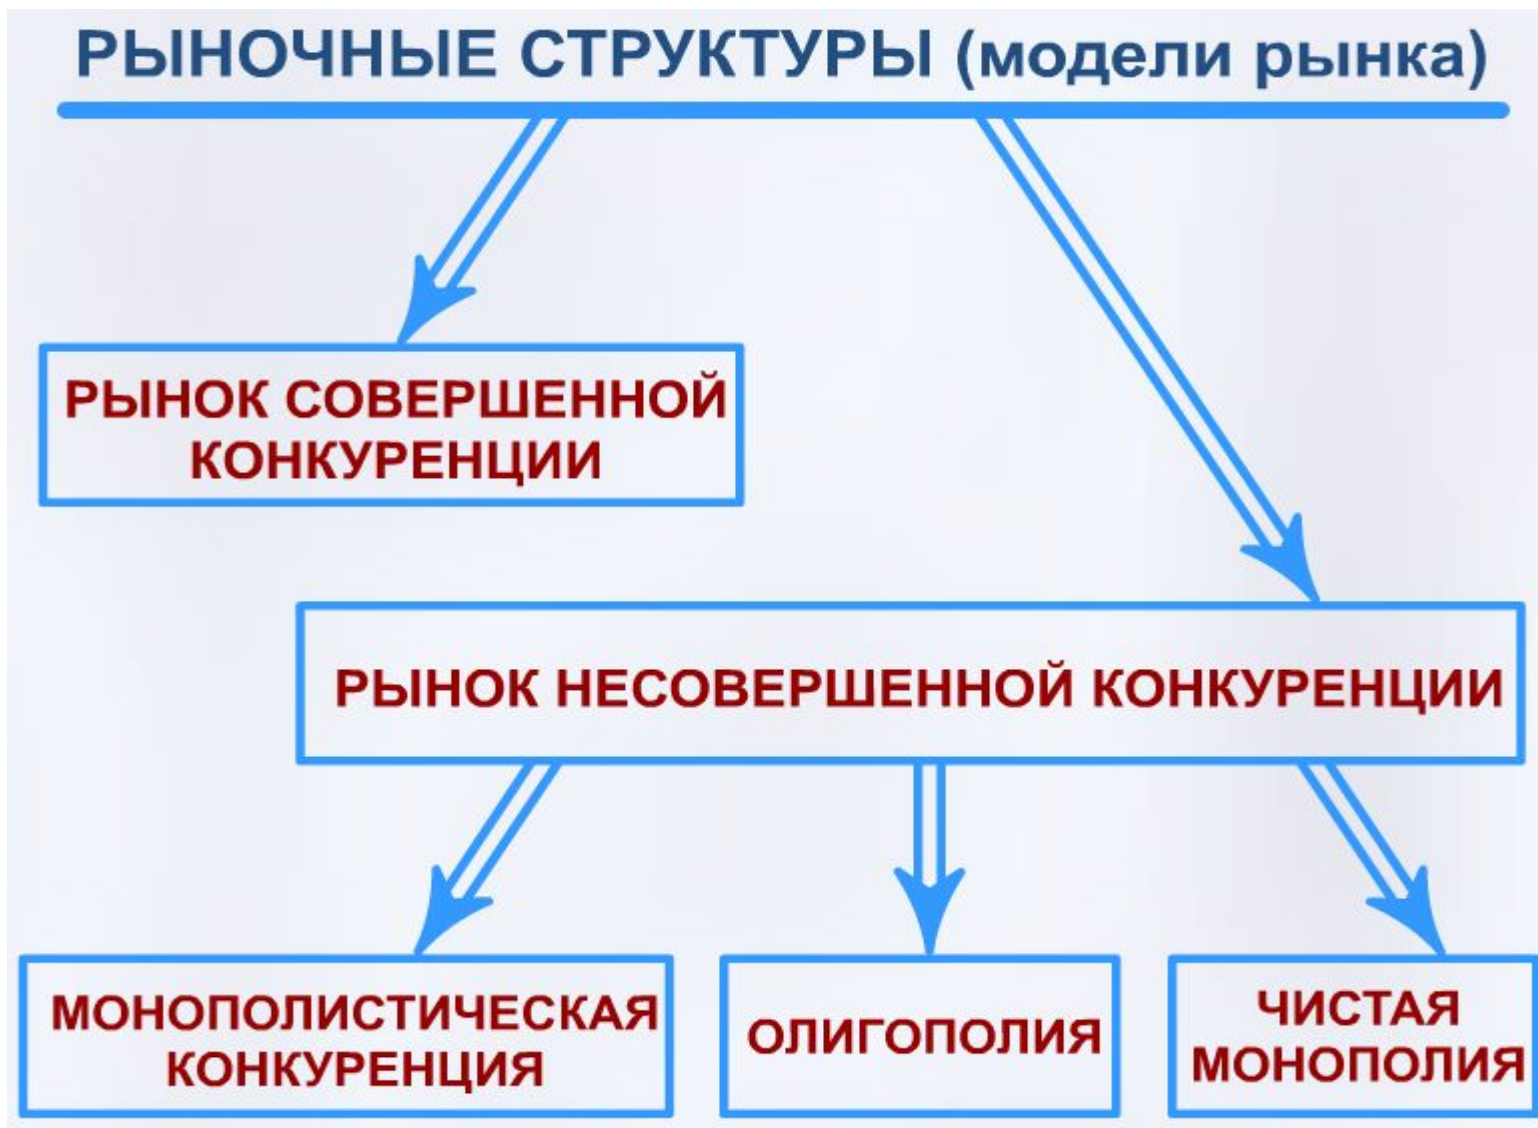 РЫНОЧНЫЕ СТРУКТУРЫ (модели рынка)
РЫНОК СОВЕРШЕННОЙ
КОНКУРЕНЦИИ
РЫНОК НЕСОВЕРШЕННОЙ КОНКУРЕНЦИИ
МОНОПОЛИСТИЧЕСКАЯ
КОНКУРЕНЦИЯ
ОЛИГОПОЛИЯ
ЧИСТАЯ
МОНОПОЛИЯ